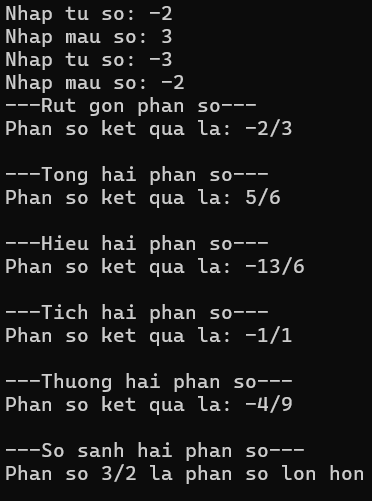 Nhap tu so: -2
Nhap mau so: 3
Nhap tu so: -3
Nhap mau so: -2
---Rut gon phan so---
Phan so ket qua la: -2/3

---Tong hai phan so---
Phan so ket qua la: 5/6

---Hieu hai phan so---
Phan so ket qua la: -13/6

---Tich hai phan so---
Phan so ket qua la: -1/1

---Thuong hai phan so---
Phan so ket qua la: -4/9

---So sanh hai phan so---
Phan so 3/2 la phan so lon hon